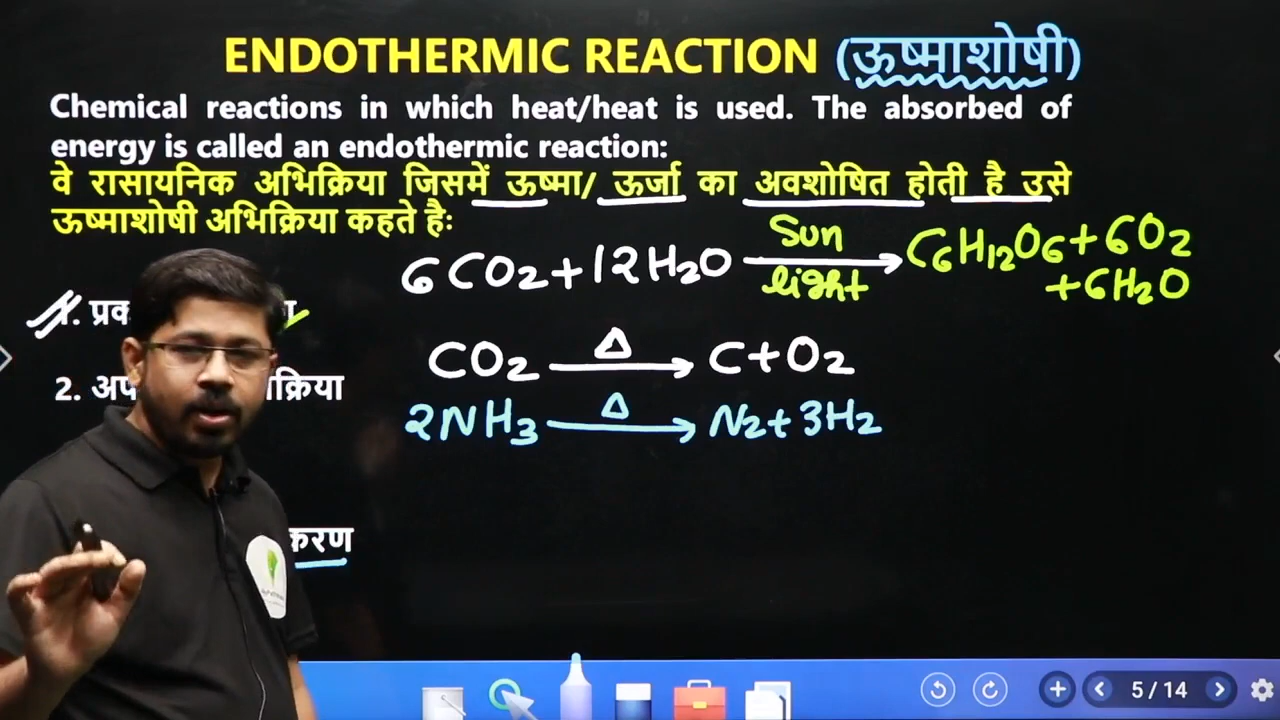 ENDOTHERMIC REACTION (ऊष्माशोषी)
Chemical reactions in which heat/heat is used. The absorbed of
energy is called an endothermic reaction:
वे रासायनिक अभिक्रिया जिसमें ऊष्मा/ ऊर्जा का अवशोषित होती है उसे
ऊष्माशोषी अभिक्रिया कहते हैः
6CO2+12H2O Sun light → C6H12O6+6O2
+6H2O
1.
CO2 Δ → C+O2
2.
2NH3 Δ → N2+3H2
5 / 14